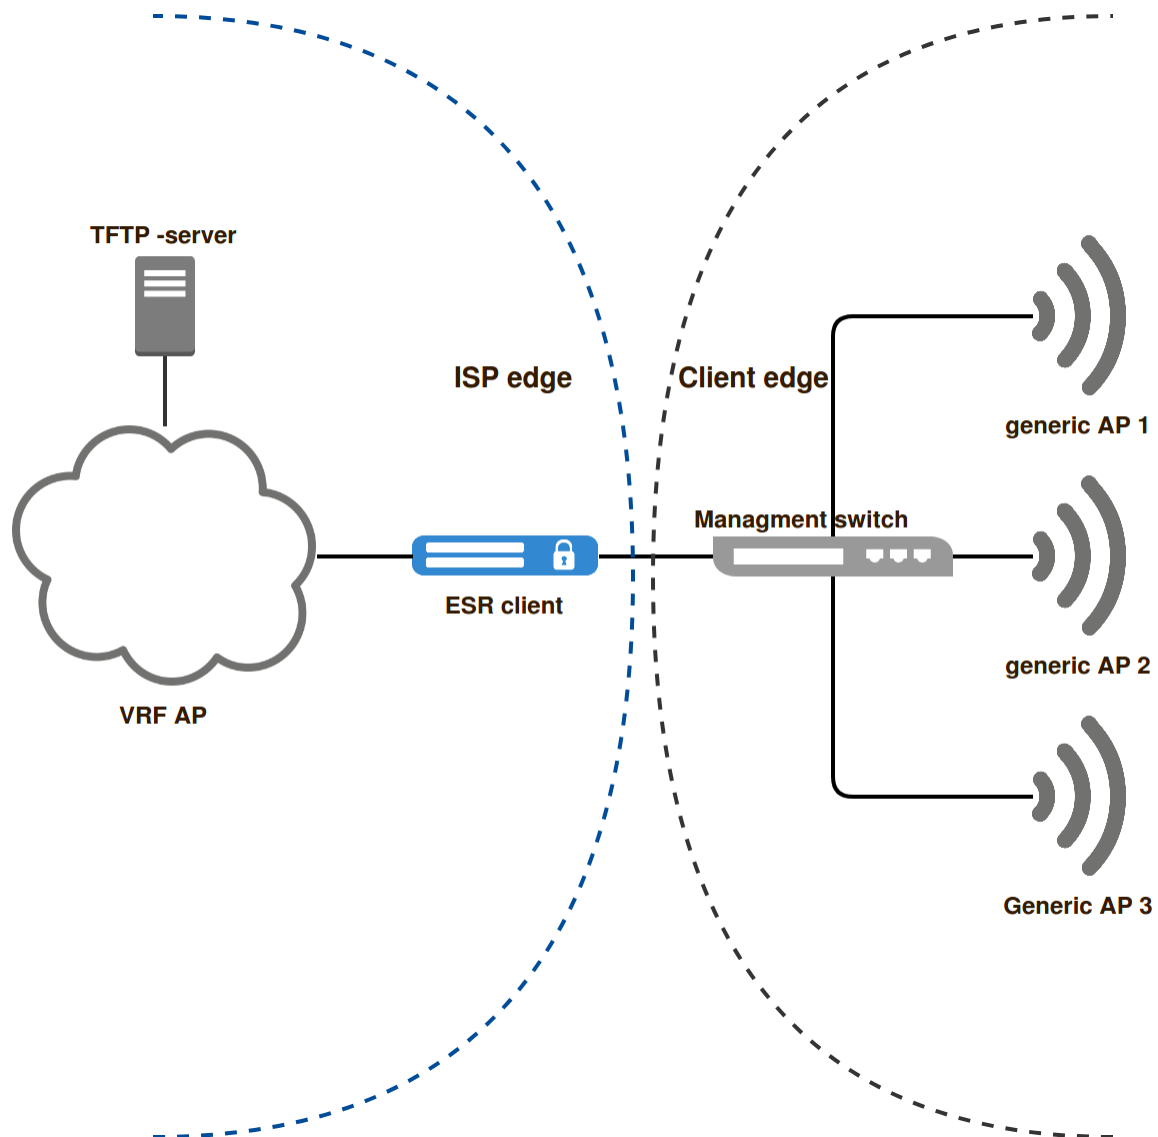 TFTP -server
ISP edge
Client edge
generic AP 1
Managment switch
ESR client
generic AP 2
VRF AP
Generic AP 3